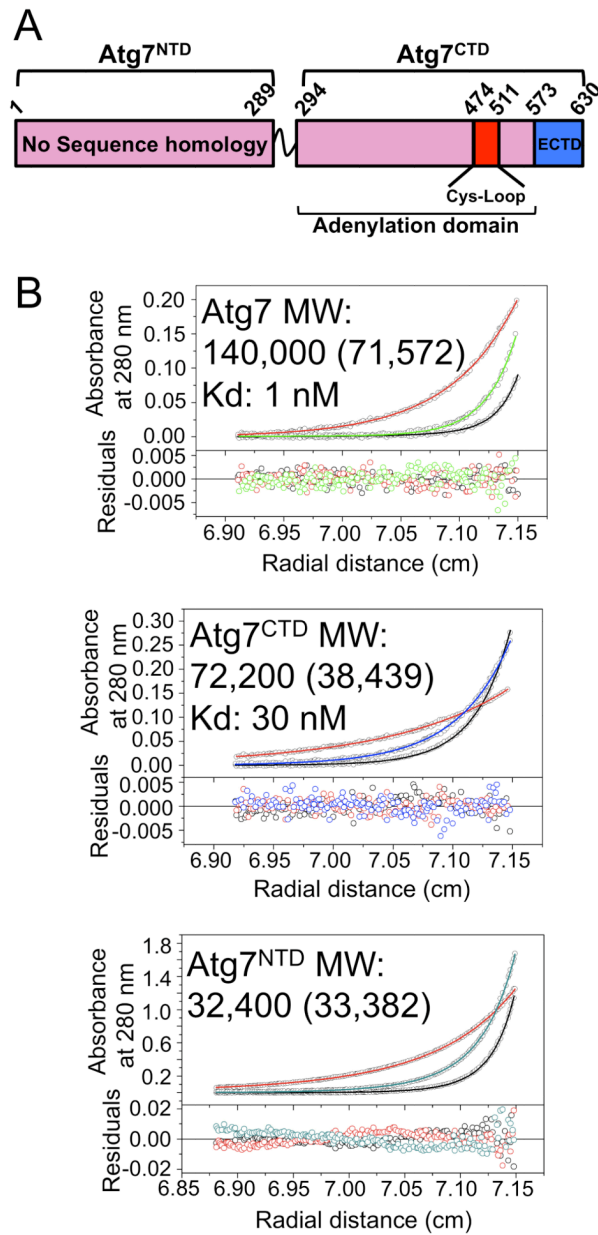 A
Atg7NTD Atg7CTD
1 289 294 474 511 573 630
No Sequence homology ECTD
Cys-Loop
Adenylation domain
B
Absorbance at 280 nm
0.20
0.15
0.10
0.05
0.00
Atg7 MW:
140,000 (71,572)
Kd: 1 nM
Residuals
0.005
0.000
-0.005
6.90 6.95 7.00 7.05 7.10 7.15
Radial distance (cm)
Absorbance at 280 nm
0.30
0.25
0.20
0.15
0.10
0.05
0.00
Atg7CTD MW:
72,200 (38,439)
Kd: 30 nM
Residuals
0.005
0.000
-0.005
6.90 6.95 7.00 7.05 7.10 7.15
Radial distance (cm)
Absorbance at 280 nm
1.8
1.4
1.0
0.6
0.2
Atg7NTD MW:
32,400 (33,382)
Residuals
0.02
0.00
-0.02
6.85 6.90 6.95 7.00 7.05 7.10 7.15
Radial distance (cm)